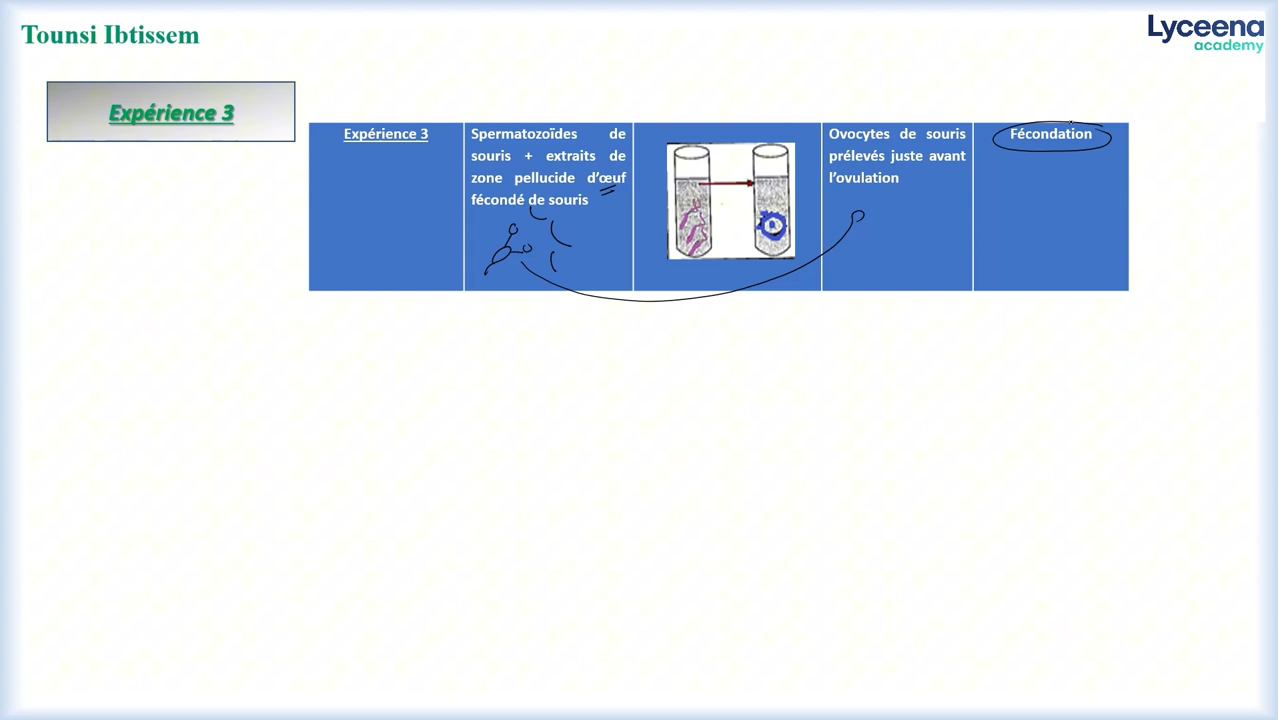 Tounsi Ibtissem
Lyceena
academy
Expérience 3
Expérience 3
Spermatozoïdes de
souris + extraits de
zone pellucide d'œuf
fécondé de souris
Ovocytes de souris
prélevés juste avant
l'ovulation
Fécondation